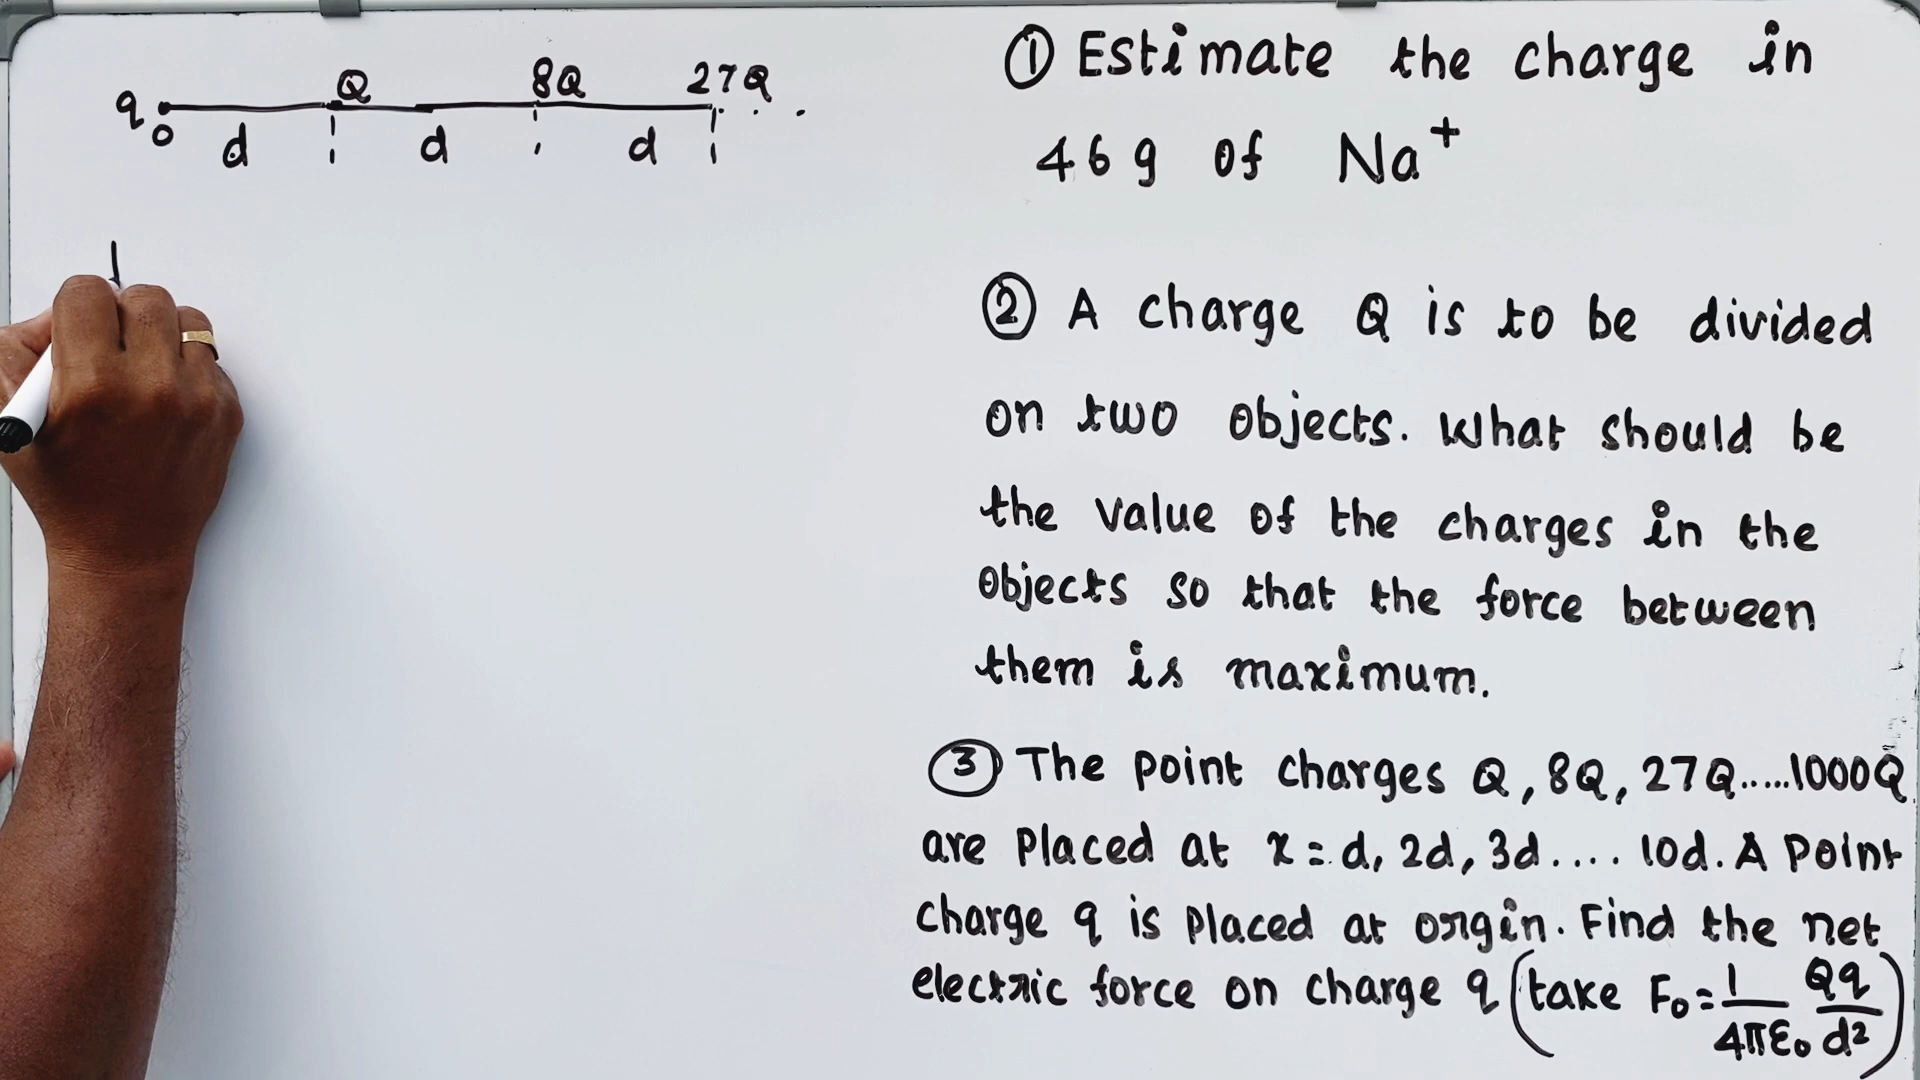 Q 8Q 27Q . .
q
0 d d d
① Estimate the charge in
46g of Na⁺
② A charge Q is to be divided
on two objects. What should be
the value of the charges in the
objects so that the force between
them is maximum.
③ The point charges Q, 8Q, 27Q.....1000Q
are placed at x = d, 2d, 3d.... 10d. A point
charge q is placed at orgin. Find the net
electric force on charge q (take F₀ = 1/4πε₀ Qq/d²)